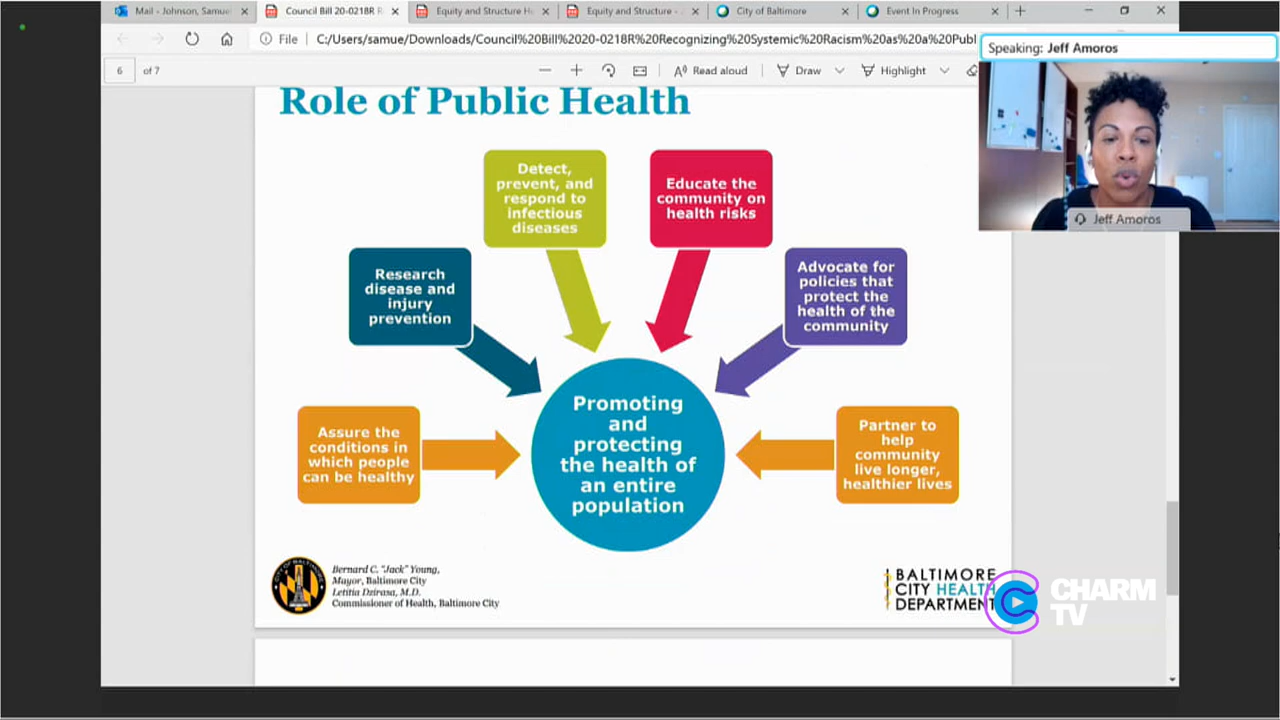 Mail - Johnson, Samue
Council Bill 20-0218R R
Equity and Structure H
Equity and Structure -
City of Baltimore
Event In Progress
File
C:/Users/samue/Downloads/Council%20Bill%2020-0218R%20Recognizing%20Systemic%20Racism%20as%20a%20Publ
Speaking: Jeff Amoros
6 of 7
Read aloud
Draw
Highlight
Role of Public Health
Detect,
prevent, and
respond to
infectious
diseases
Educate the
community on
health risks
Jeff Amoros
Research
disease and
injury
prevention
Advocate for
policies that
protect the
health of the
community
Assure the
conditions in
which people
can be healthy
Promoting
and
protecting
the health of
an entire
population
Partner to
help
community
live longer,
healthier lives
Bernard C. "Jack" Young,
Mayor, Baltimore City
Letitia Dzirasa, M.D.
Commissioner of Health, Baltimore City
BALTIMORE
CITY HEALTH
DEPARTMENT
CHARM
TV